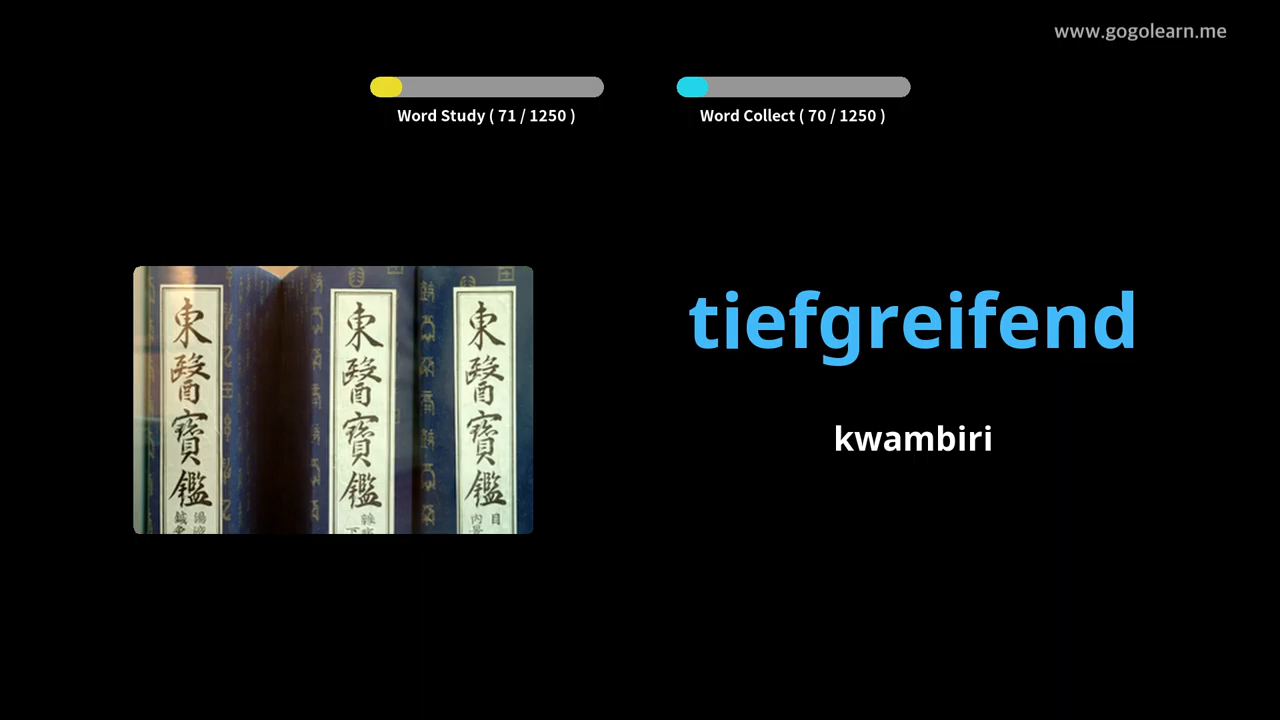 www.gogolearn.me
Word Study ( 71 / 1250 )
Word Collect ( 70 / 1250 )
東醫寶鑑
東醫寶鑑
東醫寶鑑
tiefgreifend
kwambiri